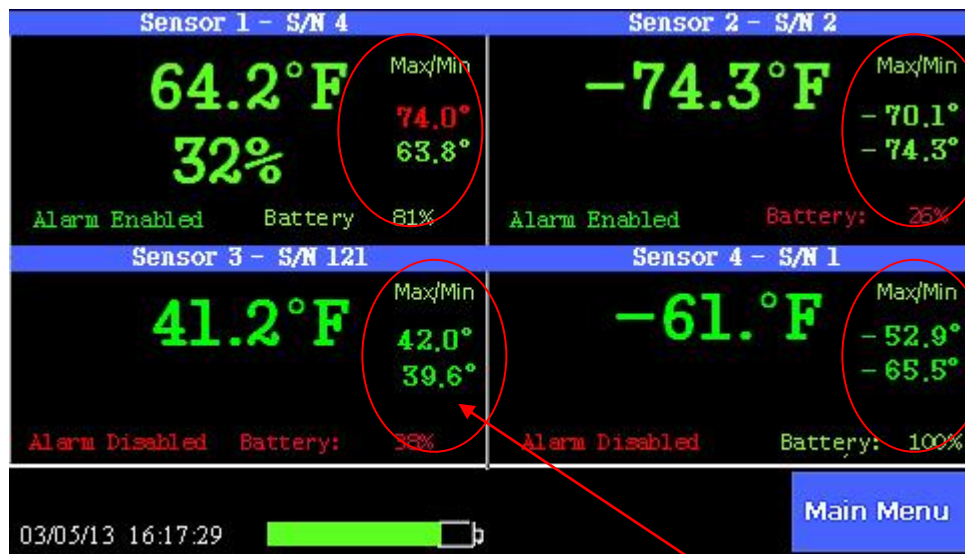 Sensor 1 - S/N 4
64.2°F
Max/Min
74.0°
63.8°
32%
Alarm Enabled Battery 81%
Sensor 2 - S/N 2
-74.3°F
Max/Min
-70.1°
-74.3°
Alarm Enabled Battery: 26%
Sensor 3 - S/N 121
41.2°F
Max/Min
42.0°
39.6°
Alarm Disabled Battery: 38%
Sensor 4 - S/N 1
-61.°F
Max/Min
-52.9°
-65.5°
Alarm Disabled Battery: 100%
03/05/13 16:17:29
Main Menu